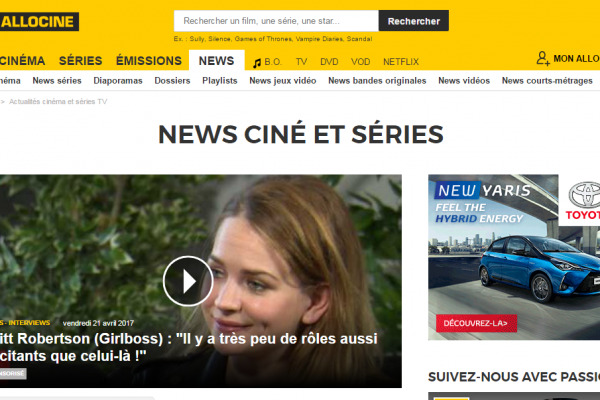 ALLOCINE
Rechercher un film, une série, une star...
Rechercher
Ex. : Sully, Silence, Games of Thrones, Vampire Diaries, Scandal
CINÉMA SÉRIES ÉMISSIONS NEWS B.O. TV DVD VOD NETFLIX MON ALLO
néma News séries Diaporamas Dossiers Playlists News jeux vidéo News bandes originales News vidéos News courts-métrages
> Actualités cinéma et séries TV
NEWS CINÉ ET SÉRIES
S - INTERVIEWS vendredi 21 avril 2017
itt Robertson (Girlboss) : "Il y a très peu de rôles aussi
citants que celui-là !"
NSORISÉ
NEW YARIS
FEEL THE
HYBRID ENERGY
TOYOT
DÉCOUVREZ-LA>
SUIVEZ-NOUS AVEC PASSI